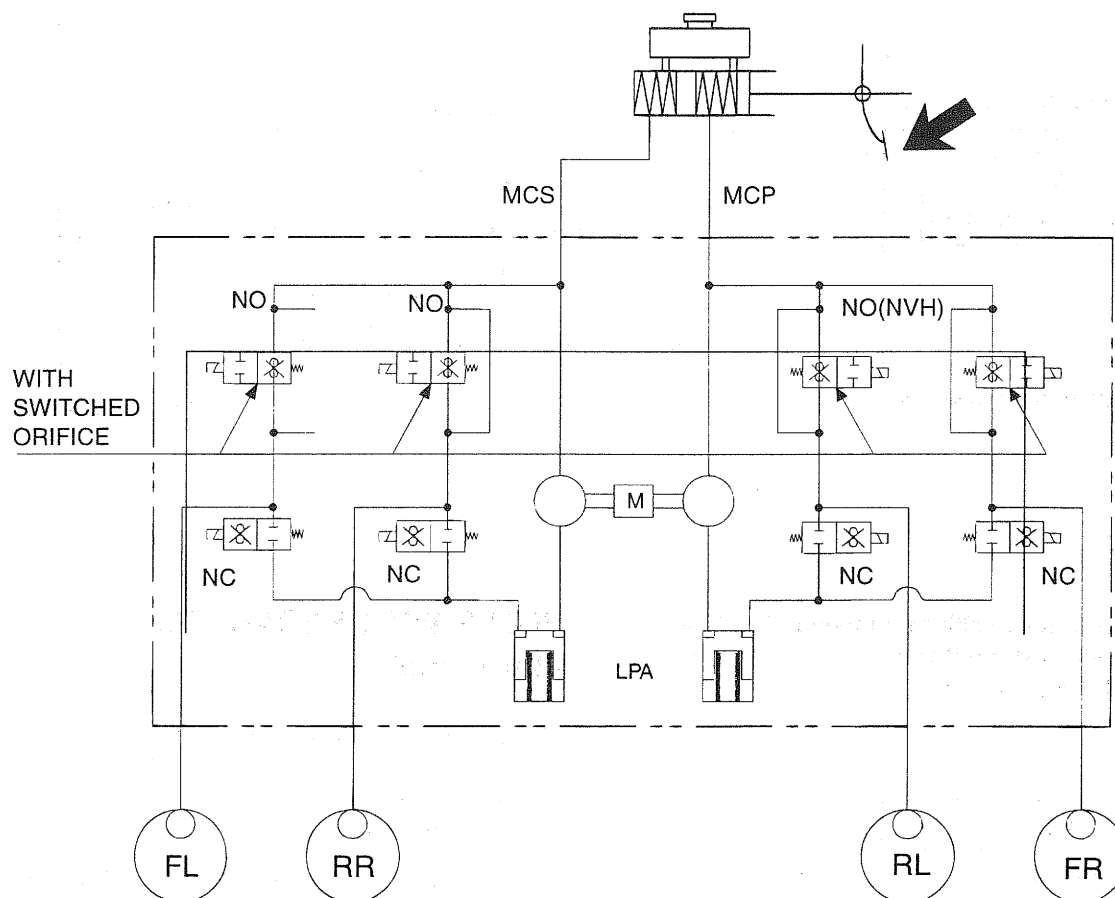 MCS
MCP
NO
NO
NO(NVH)
WITH
SWITCHED
ORIFICE
M
NC
NC
NC
NC
LPA
FL
RR
RL
FR